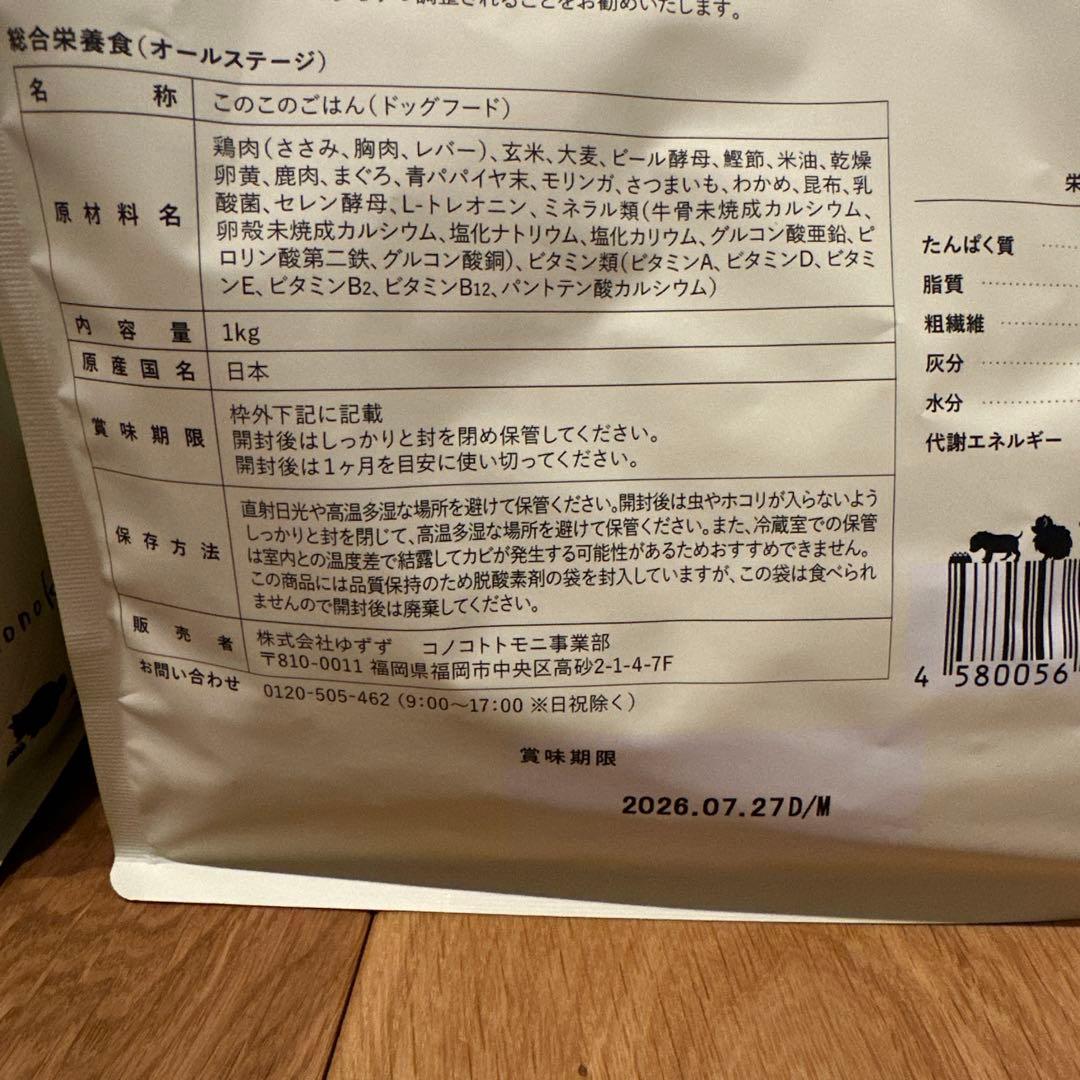 調整されることをお勧めいたします。
総合栄養食(オールステージ)
名称 このこのごはん(ドッグフード)
原材料名
鶏肉(ささみ、胸肉、レバー)、玄米、大麦、ビール酵母、鰹節、米油、乾燥
卵黄、鹿肉、まぐろ、青パパイヤ末、モリンガ、さつまいも、わかめ、昆布、乳
酸菌、セレン酵母、L-トレオニン、ミネラル類(牛骨未焼成カルシウム、
卵殻未焼成カルシウム、塩化ナトリウム、塩化カリウム、グルコン酸亜鉛、ピ
ロリン酸第二鉄、グルコン酸銅)、ビタミン類(ビタミンA、ビタミンD、ビタミ
ンE、ビタミンB2、ビタミンB12、パントテン酸カルシウム)
内容量 1kg
原産国名 日本
賞味期限
枠外下記に記載
開封後はしっかりと封を閉め保管してください。
開封後は1ヶ月を目安に使い切ってください。
保存方法
直射日光や高温多湿な場所を避けて保管ください。開封後は虫やホコリが入らないよう
しっかりと封を閉じて、高温多湿な場所を避けて保管ください。また、冷蔵室での保管
は室内との温度差で結露してカビが発生する可能性があるためおすすめできません。
この商品には品質保持のため脱酸素剤の袋を封入していますが、この袋は食べられ
ませんので開封後は廃棄してください。
販売者
株式会社ゆずず コノコトトモニ事業部
〒810-0011 福岡県福岡市中央区高砂2-1-4-7F
お問い合わせ 0120-505-462 (9:00〜17:00 ※日祝除く)
賞味期限
2026.07.27D/M
栄
たんぱく質
脂質
粗繊維
灰分
水分
代謝エネルギー
4 580056
onok